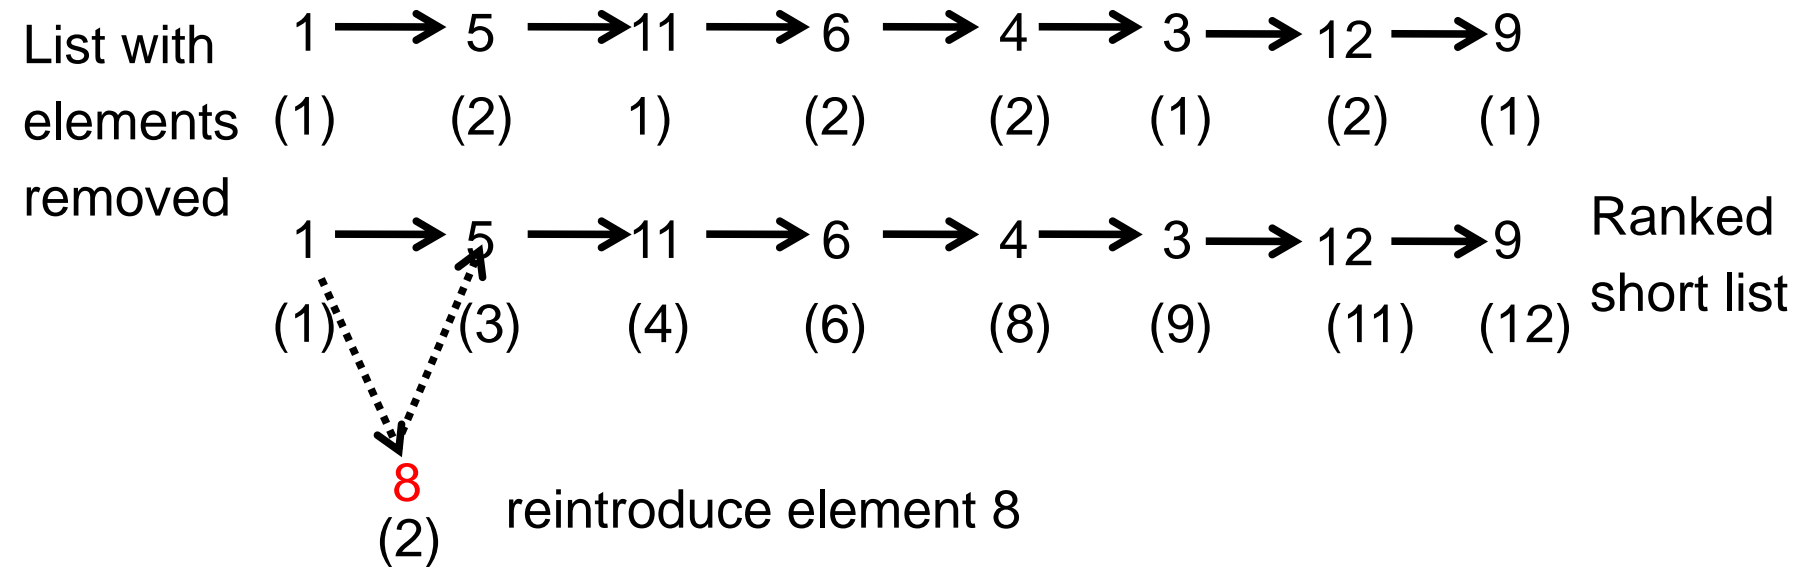 List with
elements
removed
1 5 11 6 4 3 12 9
(1) (2) 1) (2) (2) (1) (2) (1)
1 5 11 6 4 3 12 9
(1) (3) (4) (6) (8) (9) (11) (12)
Ranked
short list
8
(2)
reintroduce element 8